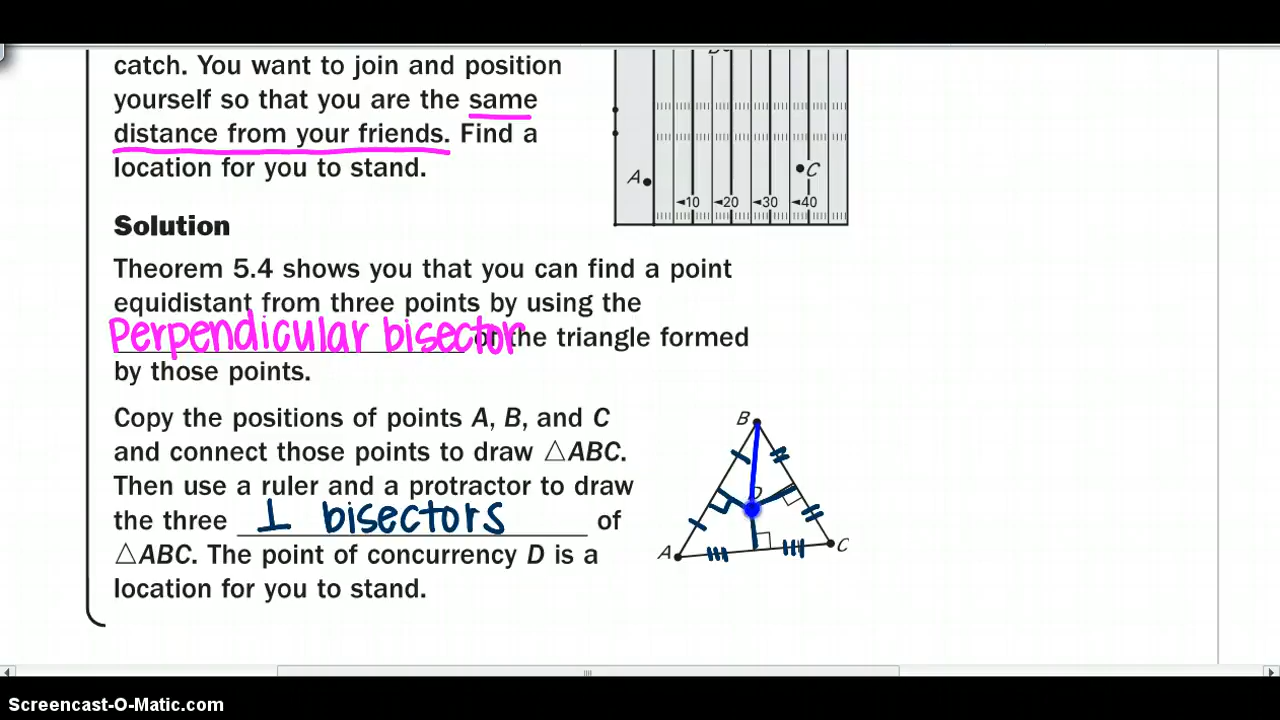 catch. You want to join and position
yourself so that you are the same
distance from your friends. Find a
location for you to stand.
A
C
◄10 ◄20 ◄30 ◄40
Solution
Theorem 5.4 shows you that you can find a point
equidistant from three points by using the
Perpendicular bisector of the triangle formed
by those points.
Copy the positions of points A, B, and C
and connect those points to draw △ABC.
Then use a ruler and a protractor to draw
the three ⊥ bisectors of
△ABC. The point of concurrency D is a
location for you to stand.
B
A
C
Screencast-O-Matic.com